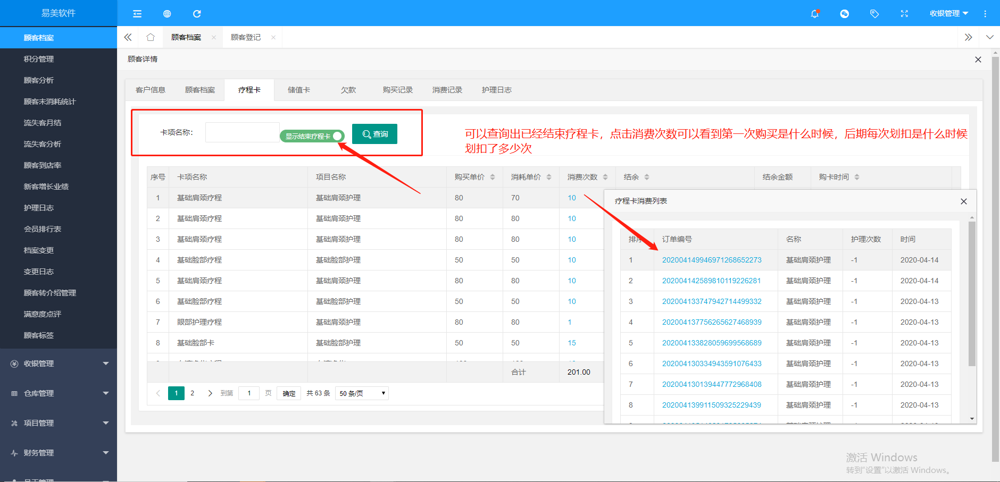 易美软件
收银管理
顾客档案
积分管理
顾客分析
顾客未消耗统计
流失客月结
流失客分析
顾客到店率
新客增长业绩
护理日志
会员排行表
档案变更
变更日志
顾客转介绍管理
满意度点评
顾客标签
收银管理
仓库管理
项目管理
财务管理
顾客档案 顾客登记
顾客详情
客户信息 顾客档案 疗程卡 储值卡 欠款 购买记录 消费记录 护理日志
卡项名称: 显示结束疗程卡 查询
可以查询出已经结束疗程卡，点击消费次数可以看到第一次购买是什么时候，后期每次划扣是什么时候
划扣了多少次
序号 卡项名称 项目名称 购买单价 消耗单价 消费次数 结余 结余金额 购卡时间
1 基础肩颈疗程 基础肩颈护理 80 70 10
2 基础肩颈疗程 基础肩颈护理 80 80 10
3 基础肩颈疗程 基础肩颈护理 80 80 10
4 基础脸部疗程 基础脸部护理 50 50 10
5 基础肩颈疗程 基础肩颈护理 80 80 10
6 基础脸部疗程 基础脸部护理 50 50 10
7 眼部护理疗程 基础肩颈护理 80 80 1
8 基础脸部卡 基础脸部护理 50 50 15
合计 201.00
1 2 到第 1 页 确定 共 63 条 50 条/页
疗程卡消费列表
排序 订单编号 名称 护理次数 时间
1 202004149946971268652273 基础肩颈护理 -1 2020-04-14
2 202004142589810119226281 基础肩颈护理 -1 2020-04-14
3 202004133747942714499332 基础肩颈护理 -1 2020-04-13
4 202004137756265627468939 基础肩颈护理 -1 2020-04-13
5 202004133828059699568689 基础肩颈护理 -1 2020-04-13
6 202004130334943591076433 基础肩颈护理 -1 2020-04-13
7 202004130139447772968408 基础肩颈护理 -1 2020-04-13
8 202004139911509325229439 基础肩颈护理 -1 2020-04-13
激活 Windows
转到“设置”以激活 Windows。